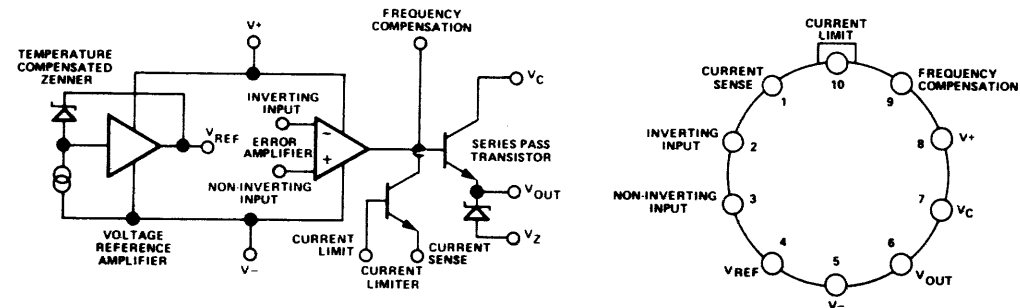 FREQUENCY
COMPENSATION
V+
TEMPERATURE
COMPENSATED
ZENNER
VREF
INVERTING
INPUT
ERROR
AMPLIFIER
−
+
NON-INVERTING
INPUT
VC
SERIES PASS
TRANSISTOR
VOUT
VZ
VOLTAGE
REFERENCE
AMPLIFIER
V−
CURRENT
LIMIT
CURRENT
SENSE
CURRENT
LIMITER
CURRENT
LIMIT
10
CURRENT
SENSE
1
FREQUENCY
COMPENSATION
9
INVERTING
INPUT
2
V+
8
NON-INVERTING
INPUT
3
VC
7
VREF
4
V−
5
VOUT
6